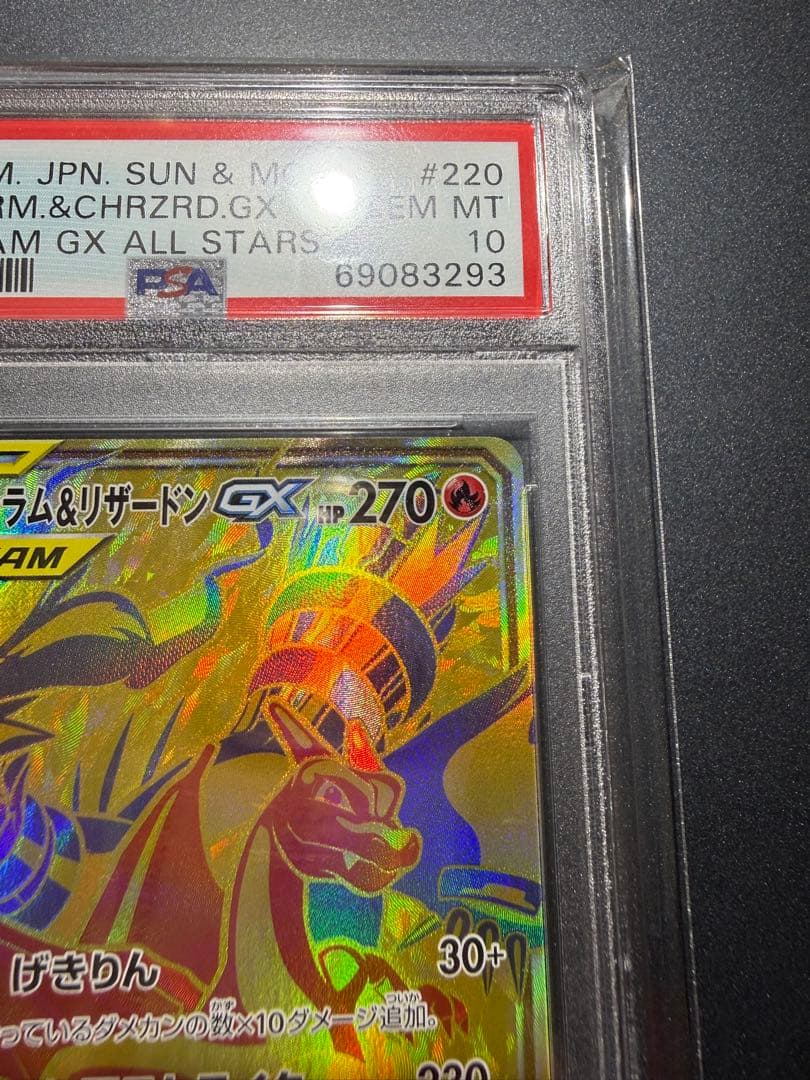 M. JPN. SUN & M #220
RM.&CHRZRD.GX EM MT
AM GX ALL STARS 10
PSA 69083293
ラム&リザードンGX HP270
AM
げきりん 30+
っているダメカンの数×10ダメージ追加。
230